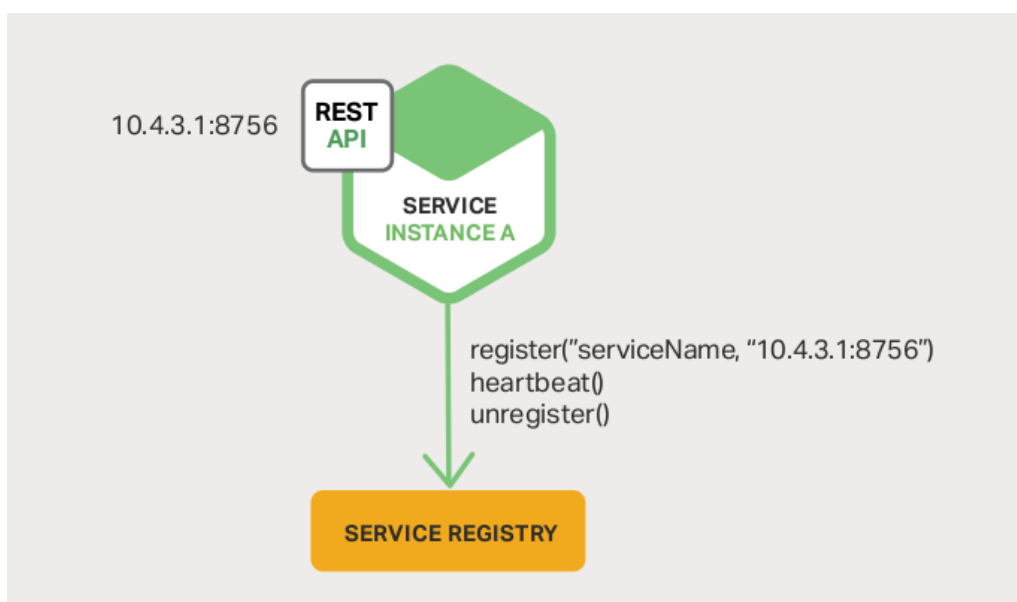 10.4.3.1:8756
REST
API
SERVICE
INSTANCE A
register(”serviceName, “10.4.3.1:8756”)
heartbeat()
unregister()
SERVICE REGISTRY